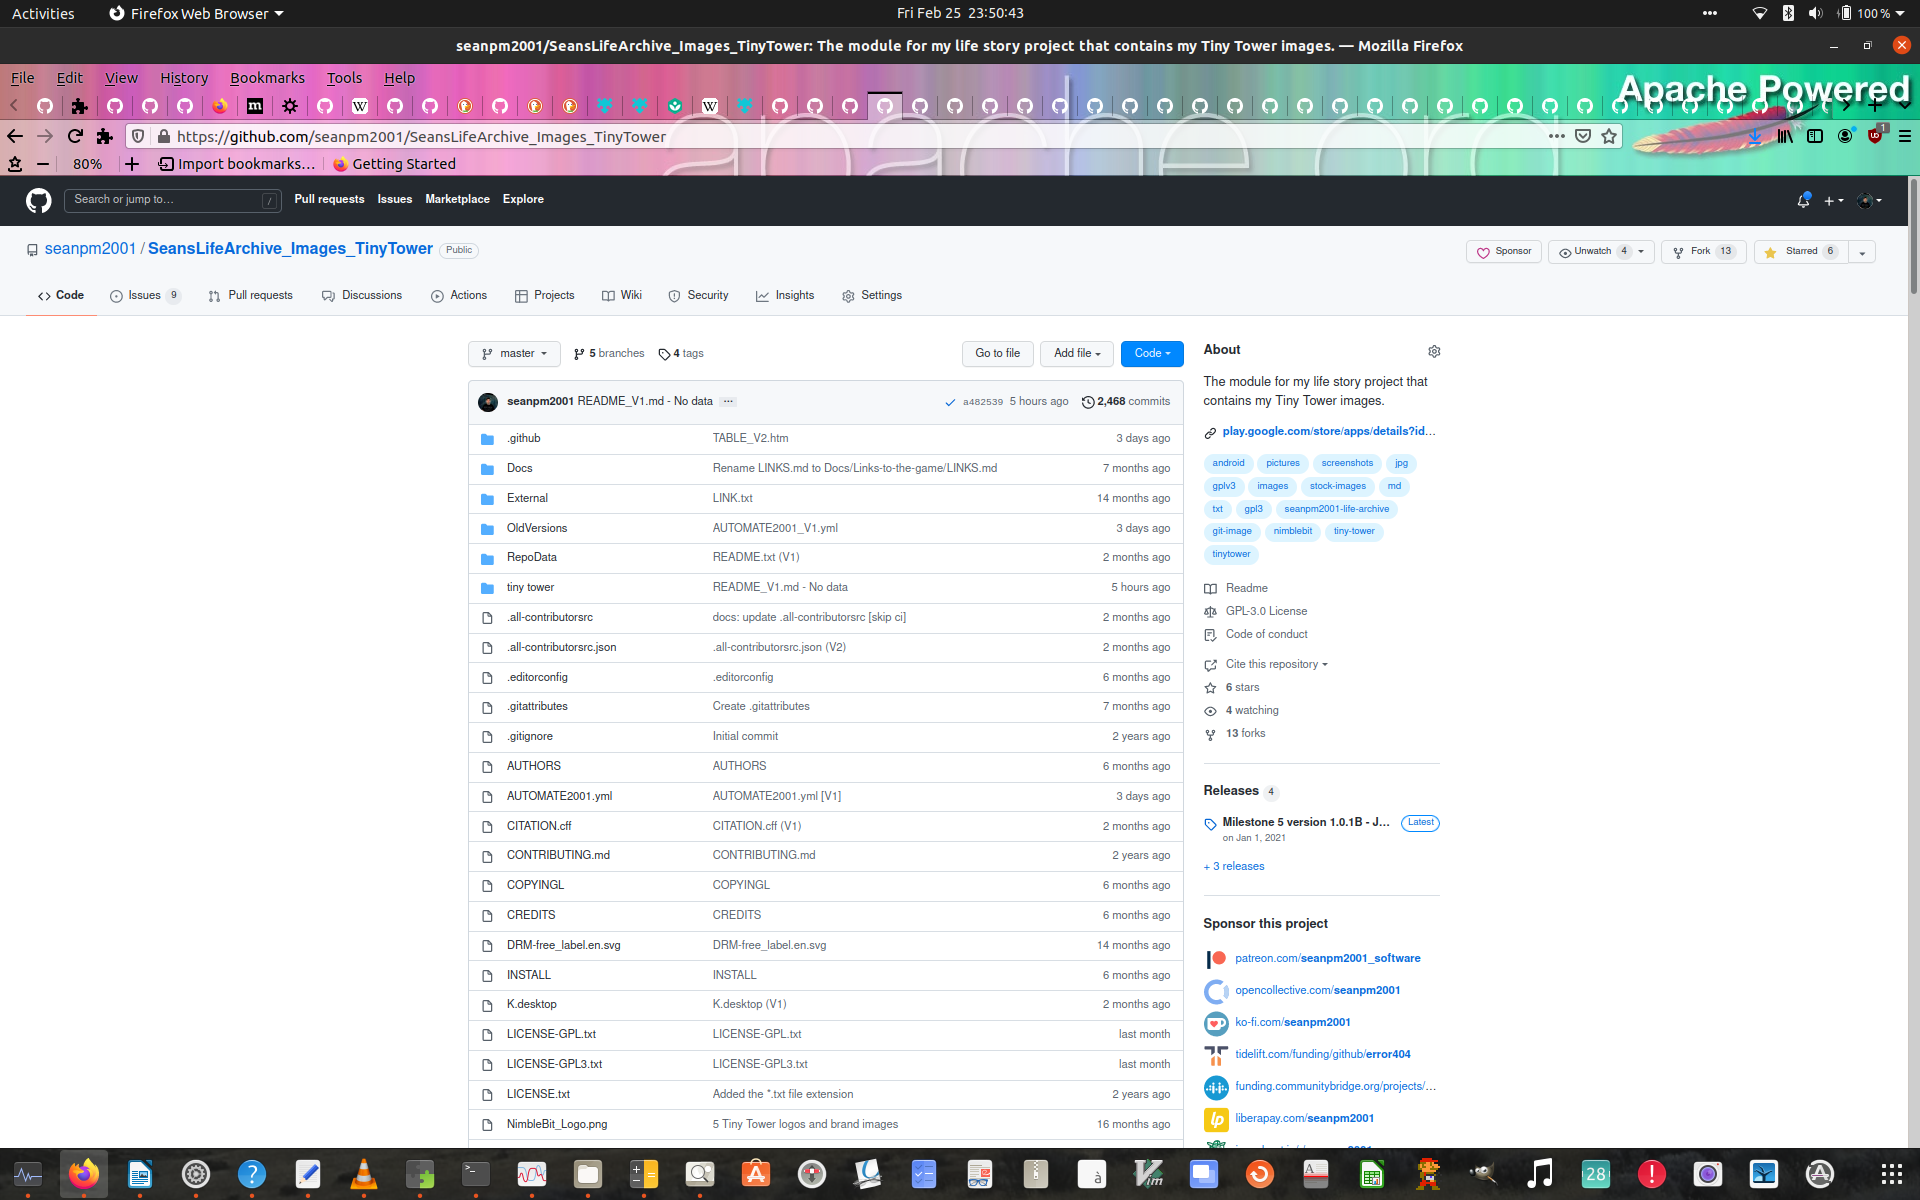 Activities Firefox Web Browser Fri Feb 25 23:50:43 100 %
seanpm2001/SeansLifeArchive_Images_TinyTower: The module for my life story project that contains my Tiny Tower images. — Mozilla Firefox
File Edit View History Bookmarks Tools Help
Apache Powered
https://github.com/seanpm2001/SeansLifeArchive_Images_TinyTower
80% Import bookmarks... Getting Started
Search or jump to... / Pull requests Issues Marketplace Explore
seanpm2001 / SeansLifeArchive_Images_TinyTower Public
Sponsor Unwatch 4 Fork 13 Starred 6
Code Issues 9 Pull requests Discussions Actions Projects Wiki Security Insights Settings
master 5 branches 4 tags Go to file Add file Code
seanpm2001 README_V1.md - No data ... a482539 5 hours ago 2,468 commits
.github TABLE_V2.htm 3 days ago
Docs Rename LINKS.md to Docs/Links-to-the-game/LINKS.md 7 months ago
External LINK.txt 14 months ago
OldVersions AUTOMATE2001_V1.yml 3 days ago
RepoData README.txt (V1) 2 months ago
tiny tower README_V1.md - No data 5 hours ago
.all-contributorsrc docs: update .all-contributorsrc [skip ci] 2 months ago
.all-contributorsrc.json .all-contributorsrc.json (V2) 2 months ago
.editorconfig .editorconfig 6 months ago
.gitattributes Create .gitattributes 7 months ago
.gitignore Initial commit 2 years ago
AUTHORS AUTHORS 6 months ago
AUTOMATE2001.yml AUTOMATE2001.yml [V1] 3 days ago
CITATION.cff CITATION.cff (V1) 2 months ago
CONTRIBUTING.md CONTRIBUTING.md 2 years ago
COPYINGL COPYINGL 6 months ago
CREDITS CREDITS 6 months ago
DRM-free_label.en.svg DRM-free_label.en.svg 14 months ago
INSTALL INSTALL 6 months ago
K.desktop K.desktop (V1) 2 months ago
LICENSE-GPL.txt LICENSE-GPL.txt last month
LICENSE-GPL3.txt LICENSE-GPL3.txt last month
LICENSE.txt Added the *.txt file extension 2 years ago
NimbleBit_Logo.png 5 Tiny Tower logos and brand images 16 months ago
About
The module for my life story project that
contains my Tiny Tower images.
play.google.com/store/apps/details?id...
android pictures screenshots jpg
gplv3 images stock-images md
txt gpl3 seanpm2001-life-archive
git-image nimblebit tiny-tower
tinytower
Readme
GPL-3.0 License
Code of conduct
Cite this repository
6 stars
4 watching
13 forks
Releases 4
Milestone 5 version 1.0.1B - J... Latest
on Jan 1, 2021
+ 3 releases
Sponsor this project
patreon.com/seanpm2001_software
opencollective.com/seanpm2001
ko-fi.com/seanpm2001
tidelift.com/funding/github/error404
funding.communitybridge.org/projects/...
liberapay.com/seanpm2001
28